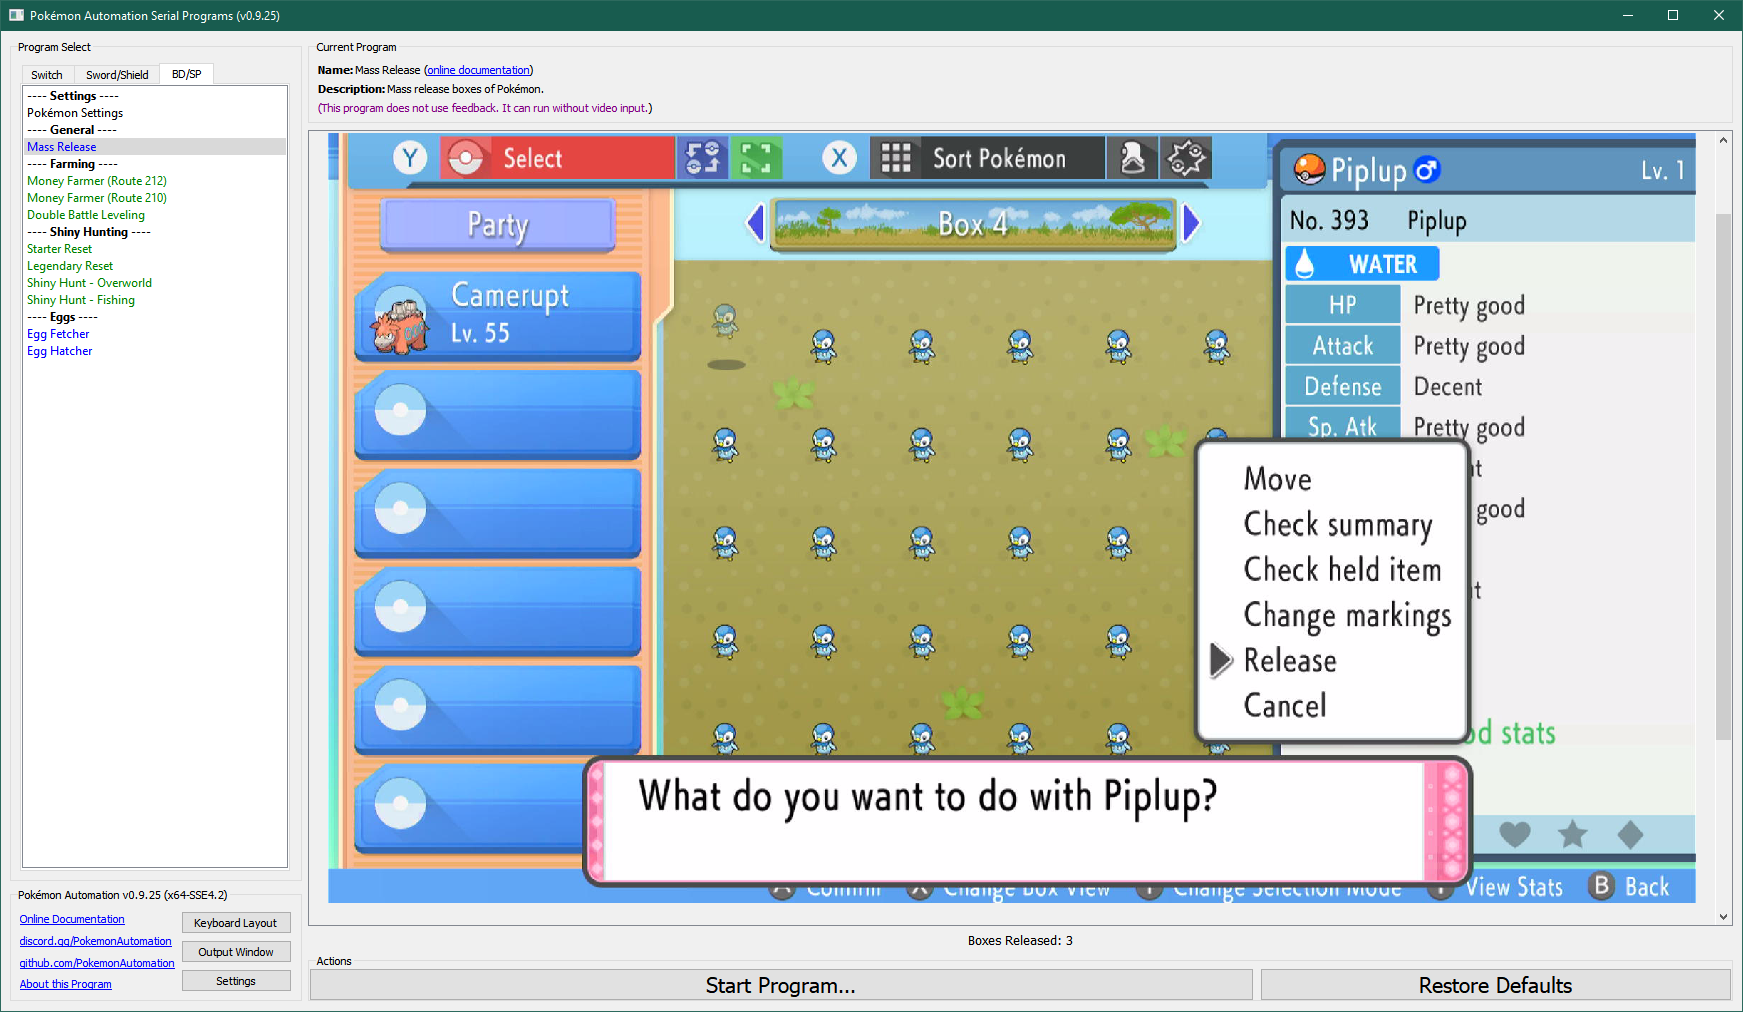 Pokémon Automation Serial Programs (v0.9.25)
Program Select
Switch
Sword/Shield
BD/SP
---- Settings ----
Pokémon Settings
---- General ----
Mass Release
---- Farming ----
Money Farmer (Route 212)
Money Farmer (Route 210)
Double Battle Leveling
---- Shiny Hunting ----
Starter Reset
Legendary Reset
Shiny Hunt - Overworld
Shiny Hunt - Fishing
---- Eggs ----
Egg Fetcher
Egg Hatcher
Pokémon Automation v0.9.25 (x64-SSE4.2)
Online Documentation
Keyboard Layout
discord.gg/PokemonAutomation
Output Window
github.com/PokemonAutomation
Settings
About this Program
Current Program
Name: Mass Release (online documentation)
Description: Mass release boxes of Pokémon.
(This program does not use feedback. It can run without video input.)
Y
Select
X
Sort Pokémon
Party
Box 4
Camerupt
Lv. 55
Piplup ♂
Lv. 1
No. 393 Piplup
WATER
HP Pretty good
Attack Pretty good
Defense Decent
Sp. Atk Pretty good
good
stats
Move
Check summary
Check held item
Change markings
Release
Cancel
What do you want to do with Piplup?
Confirm
Change Box View
Change Selection Mode
View Stats
B Back
Boxes Released: 3
Actions
Start Program...
Restore Defaults